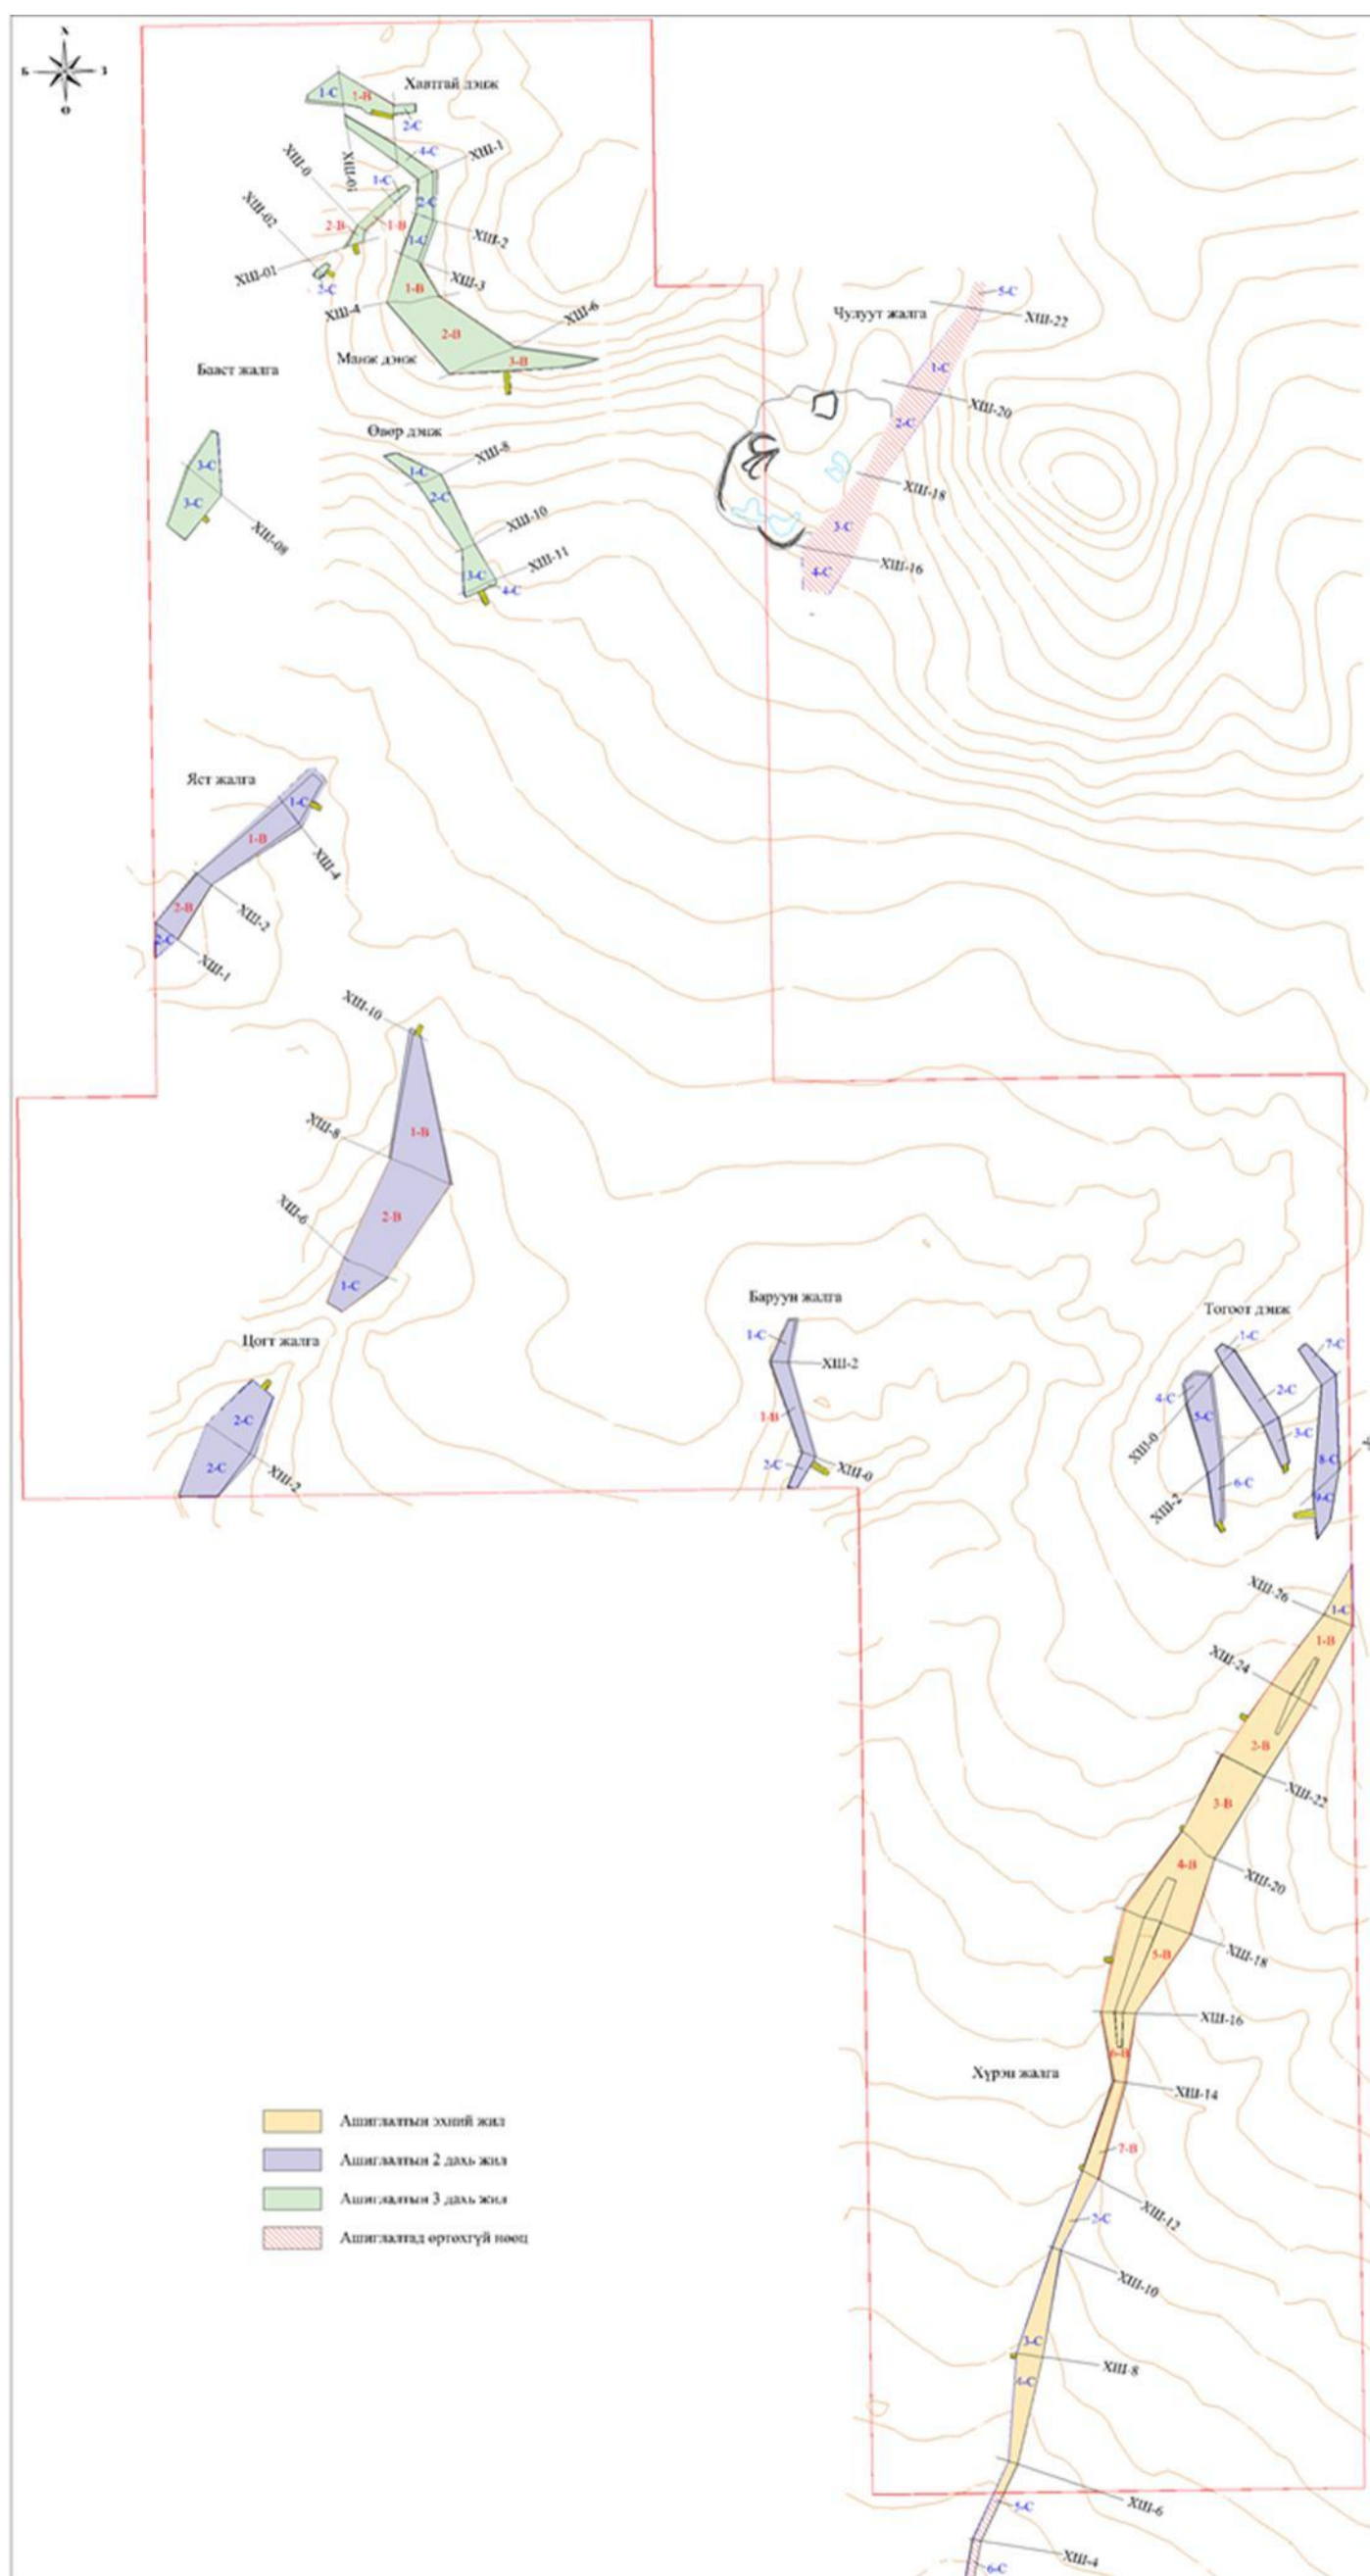 Х
Б
З
Ө
Хавтгай дэнж
1-С
1-В
2-С
4-С
ХШ-1
ХШ-01
ХШ-0
1-С
2-С
ХШ-02
2-В
1-В
1-С
ХШ-2
ХШ-01
2-С
ХШ-3
1-В
ХШ-4
ХШ-6
2-В
3-В
Манж дэнж
Бааст жалга
Чулуут жалга
5-С
ХШ-22
1-С
ХШ-20
2-С
ХШ-18
3-С
ХШ-16
4-С
Өвөр дэнж
ХШ-8
1-С
2-С
ХШ-10
ХШ-11
3-С
4-С
3-С
3-С
ХШ-08
Яст жалга
1-С
1-В
ХШ-4
2-В
ХШ-2
2-С
ХШ-1
ХШ-10
ХШ-8
1-В
ХШ-6
2-В
1-С
Цогт жалга
2-С
2-С
ХШ-2
Баруун жалга
1-С
ХШ-2
1-В
2-С
ХШ-0
Тогоот дэнж
1-С
7-С
4-С
2-С
5-С
3-С
ХШ-0
8-С
6-С
9-С
ХШ-2
ХШ-26
1-С
1-В
ХШ-24
2-В
ХШ-22
3-В
4-В
ХШ-20
5-В
ХШ-18
ХШ-16
6-В
Хүрэн жалга
ХШ-14
7-В
ХШ-12
2-С
ХШ-10
3-С
ХШ-8
4-С
ХШ-6
5-С
ХШ-4
6-С
Ашиглалтын эхний жил
Ашиглалтын 2 дахь жил
Ашиглалтын 3 дахь жил
Ашиглалтад өртөхгүй нөөц